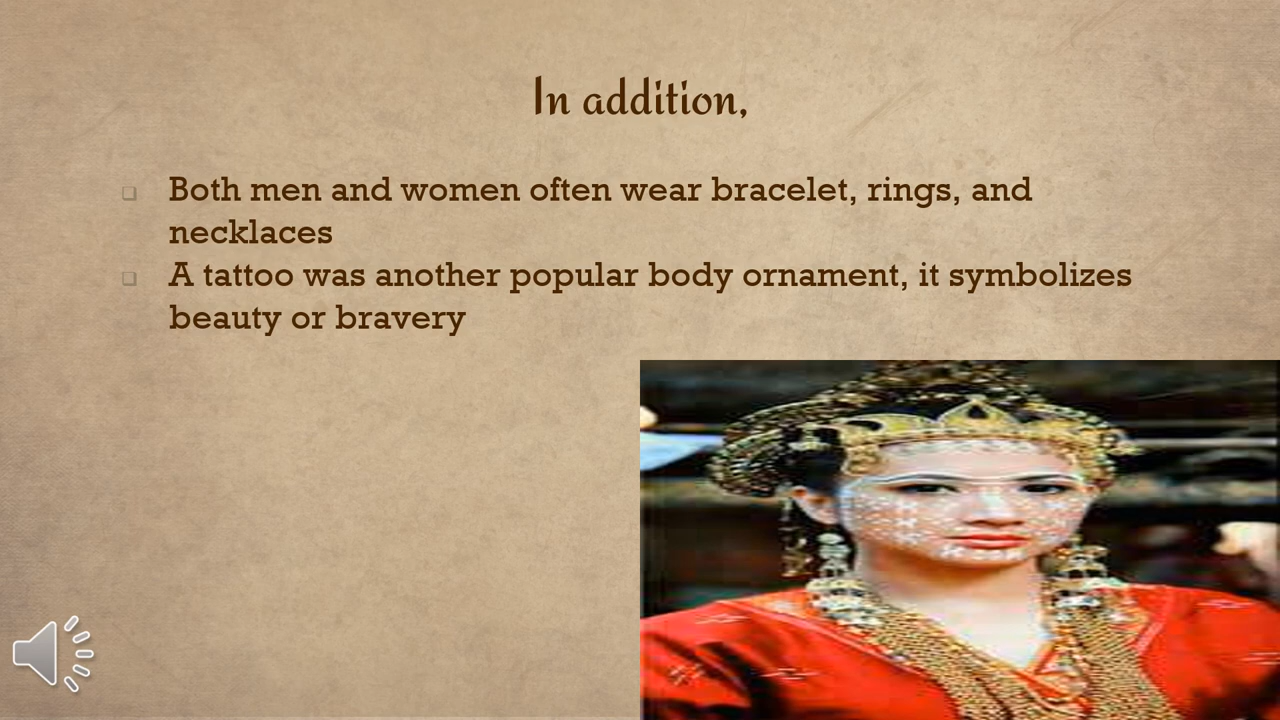 In addition,
Both men and women often wear bracelet, rings, and
necklaces
A tattoo was another popular body ornament, it symbolizes
beauty or bravery